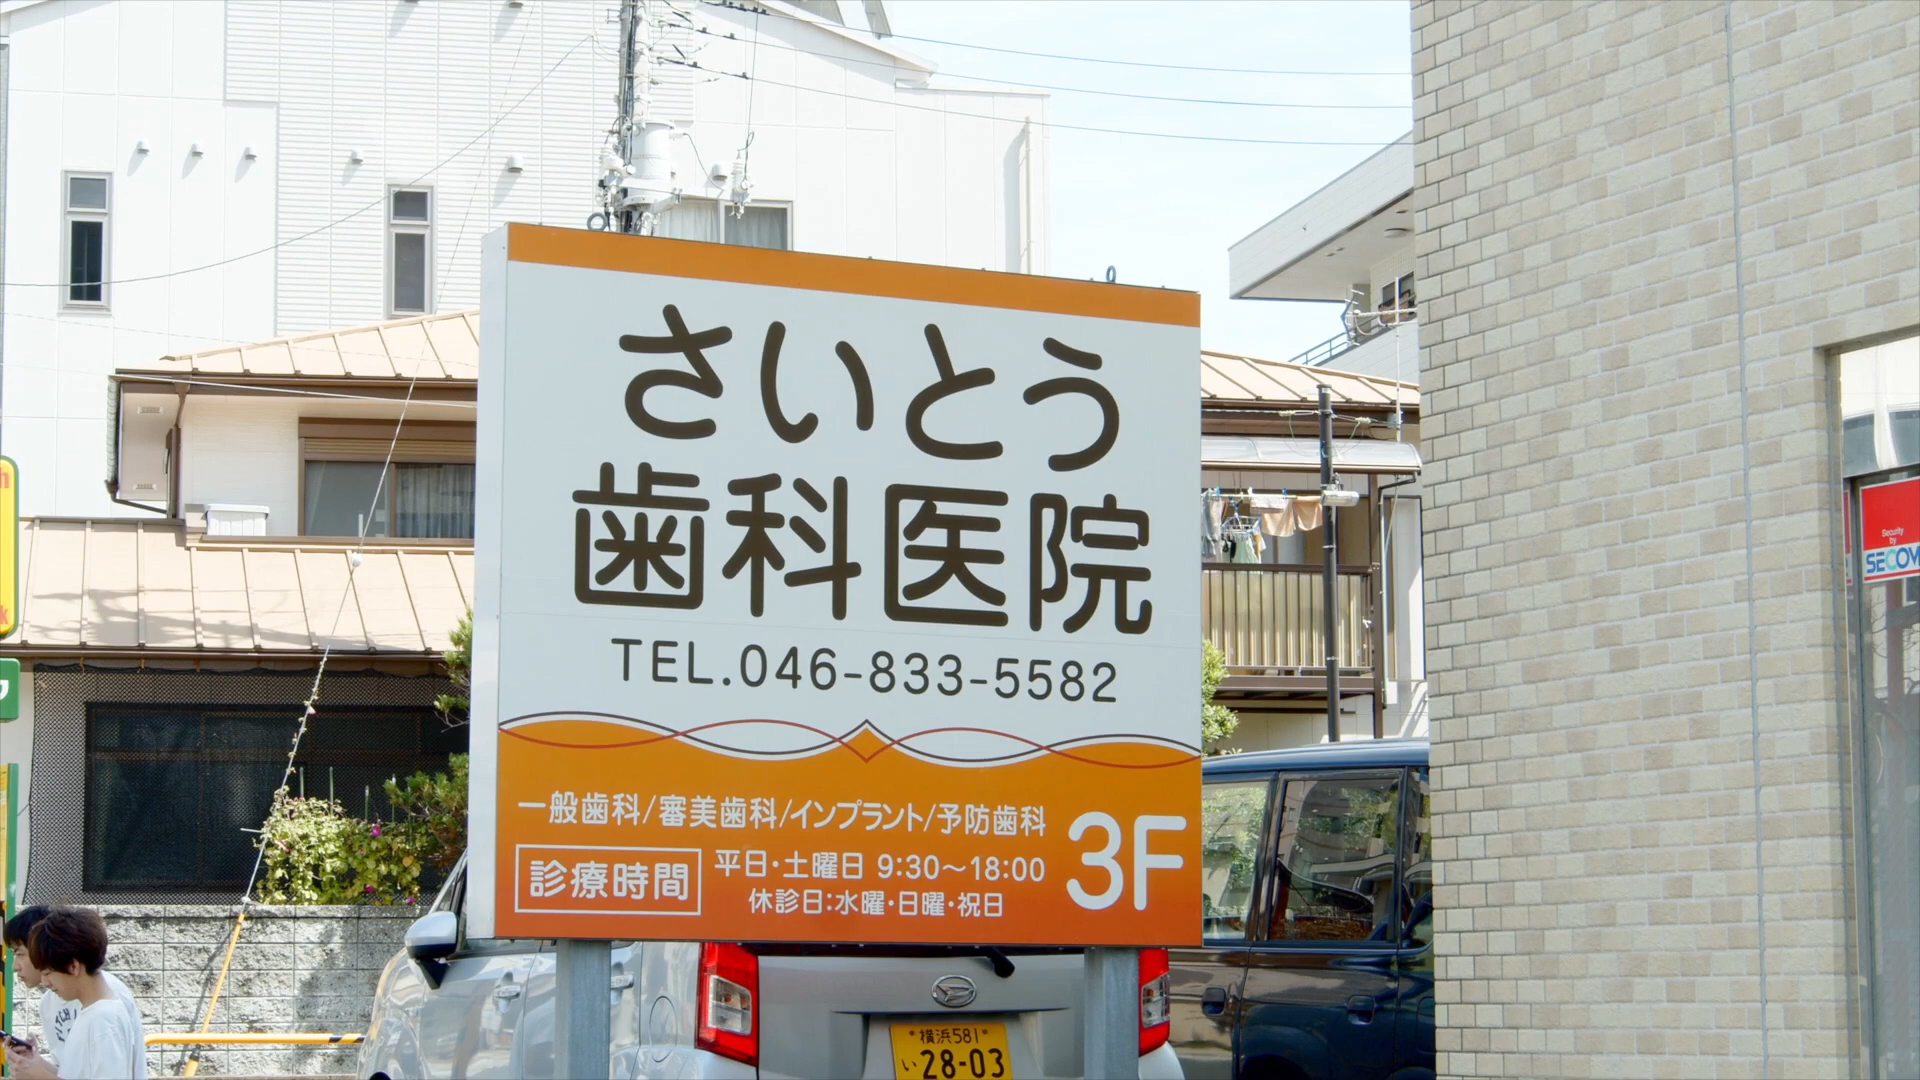 さいとう
歯科医院
TEL.046-833-5582
一般歯科/審美歯科/インプラント/予防歯科
診療時間
平日・土曜日 9:30〜18:00
休診日:水曜・日曜・祝日
3F
横浜581
い 28-03
Security
by
SECOM